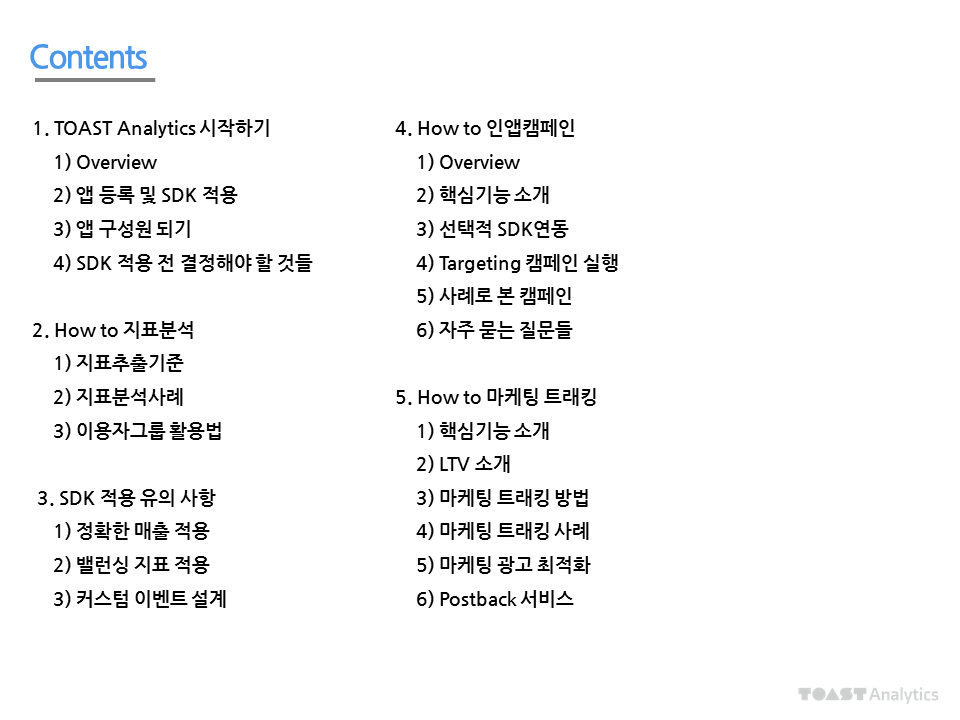 Contents
1. TOAST Analytics 시작하기
1) Overview
2) 앱 등록 및 SDK 적용
3) 앱 구성원 되기
4) SDK 적용 전 결정해야 할 것들
2. How to 지표분석
1) 지표추출기준
2) 지표분석사례
3) 이용자그룹 활용법
3. SDK 적용 유의 사항
1) 정확한 매출 적용
2) 밸런싱 지표 적용
3) 커스텀 이벤트 설계
4. How to 인앱캠페인
1) Overview
2) 핵심기능 소개
3) 선택적 SDK연동
4) Targeting 캠페인 실행
5) 사례로 본 캠페인
6) 자주 묻는 질문들
5. How to 마케팅 트래킹
1) 핵심기능 소개
2) LTV 소개
3) 마케팅 트래킹 방법
4) 마케팅 트래킹 사례
5) 마케팅 광고 최적화
6) Postback 서비스
TOAST Analytics